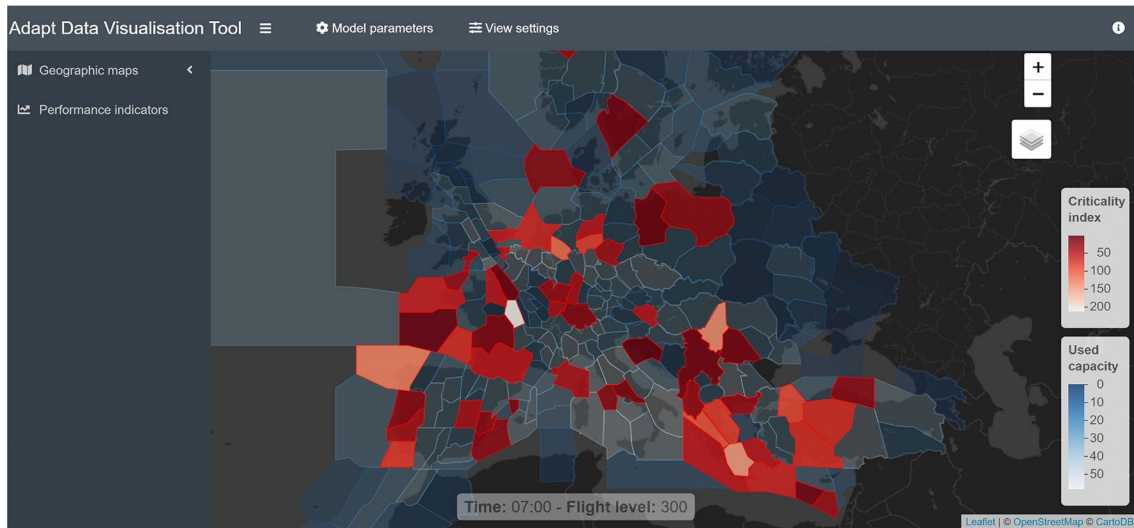 Adapt Data Visualisation Tool
Model parameters
View settings
Geographic maps
Performance indicators
+
−
Criticality
index
50
100
150
200
Used
capacity
0
10
20
30
40
50
Time: 07:00 - Flight level: 300
Leaflet | © OpenStreetMap © CartoDB